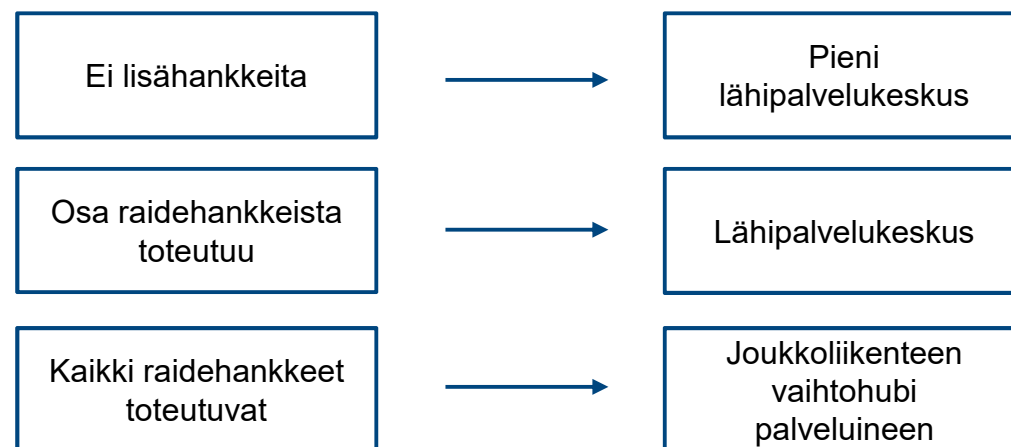 Ei lisähankkeita
Pieni
lähipalvelukeskus
Osa raidehankkeista
toteutuu
Lähipalvelukeskus
Kaikki raidehankkeet
toteutuvat
Joukkoliikenteen
vaihtohubi
palveluineen